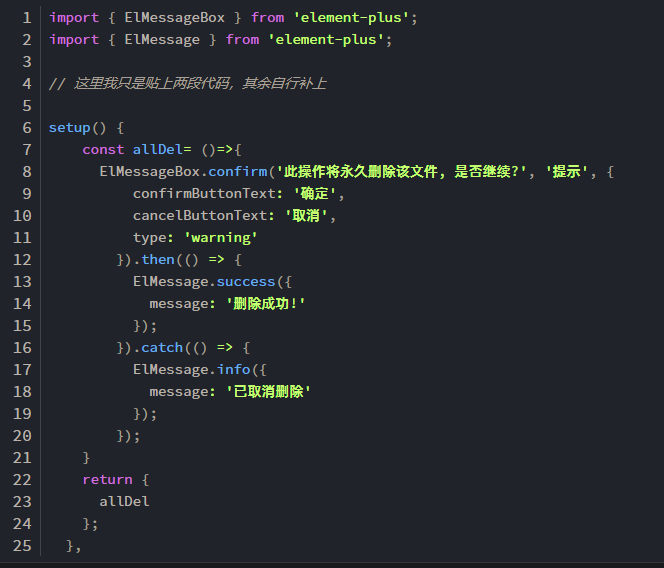 1 import { ElMessageBox } from 'element-plus';
2 import { ElMessage } from 'element-plus';
3
4 // 这里我只是贴上两段代码，其余自行补上
5
6 setup() {
7     const allDel= ()=>{
8       ElMessageBox.confirm('此操作将永久删除该文件, 是否继续?', '提示', {
9           confirmButtonText: '确定',
10           cancelButtonText: '取消',
11           type: 'warning'
12         }).then(() => {
13           ElMessage.success({
14             message: '删除成功!'
15           });
16         }).catch(() => {
17           ElMessage.info({
18             message: '已取消删除'
19           });
20         });
21     }
22     return {
23       allDel
24     };
25   },